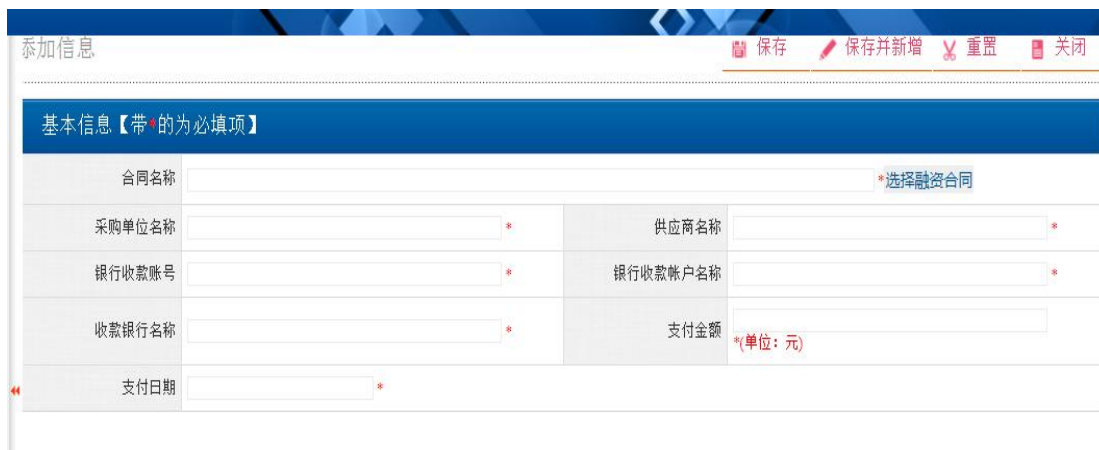 添加信息
保存 保存并新增 重置 关闭
基本信息【带*的为必填项】
合同名称 *选择融资合同
采购单位名称 * 供应商名称 *
银行收款账号 * 银行收款帐户名称 *
收款银行名称 * 支付金额
*(单位：元)
支付日期 *